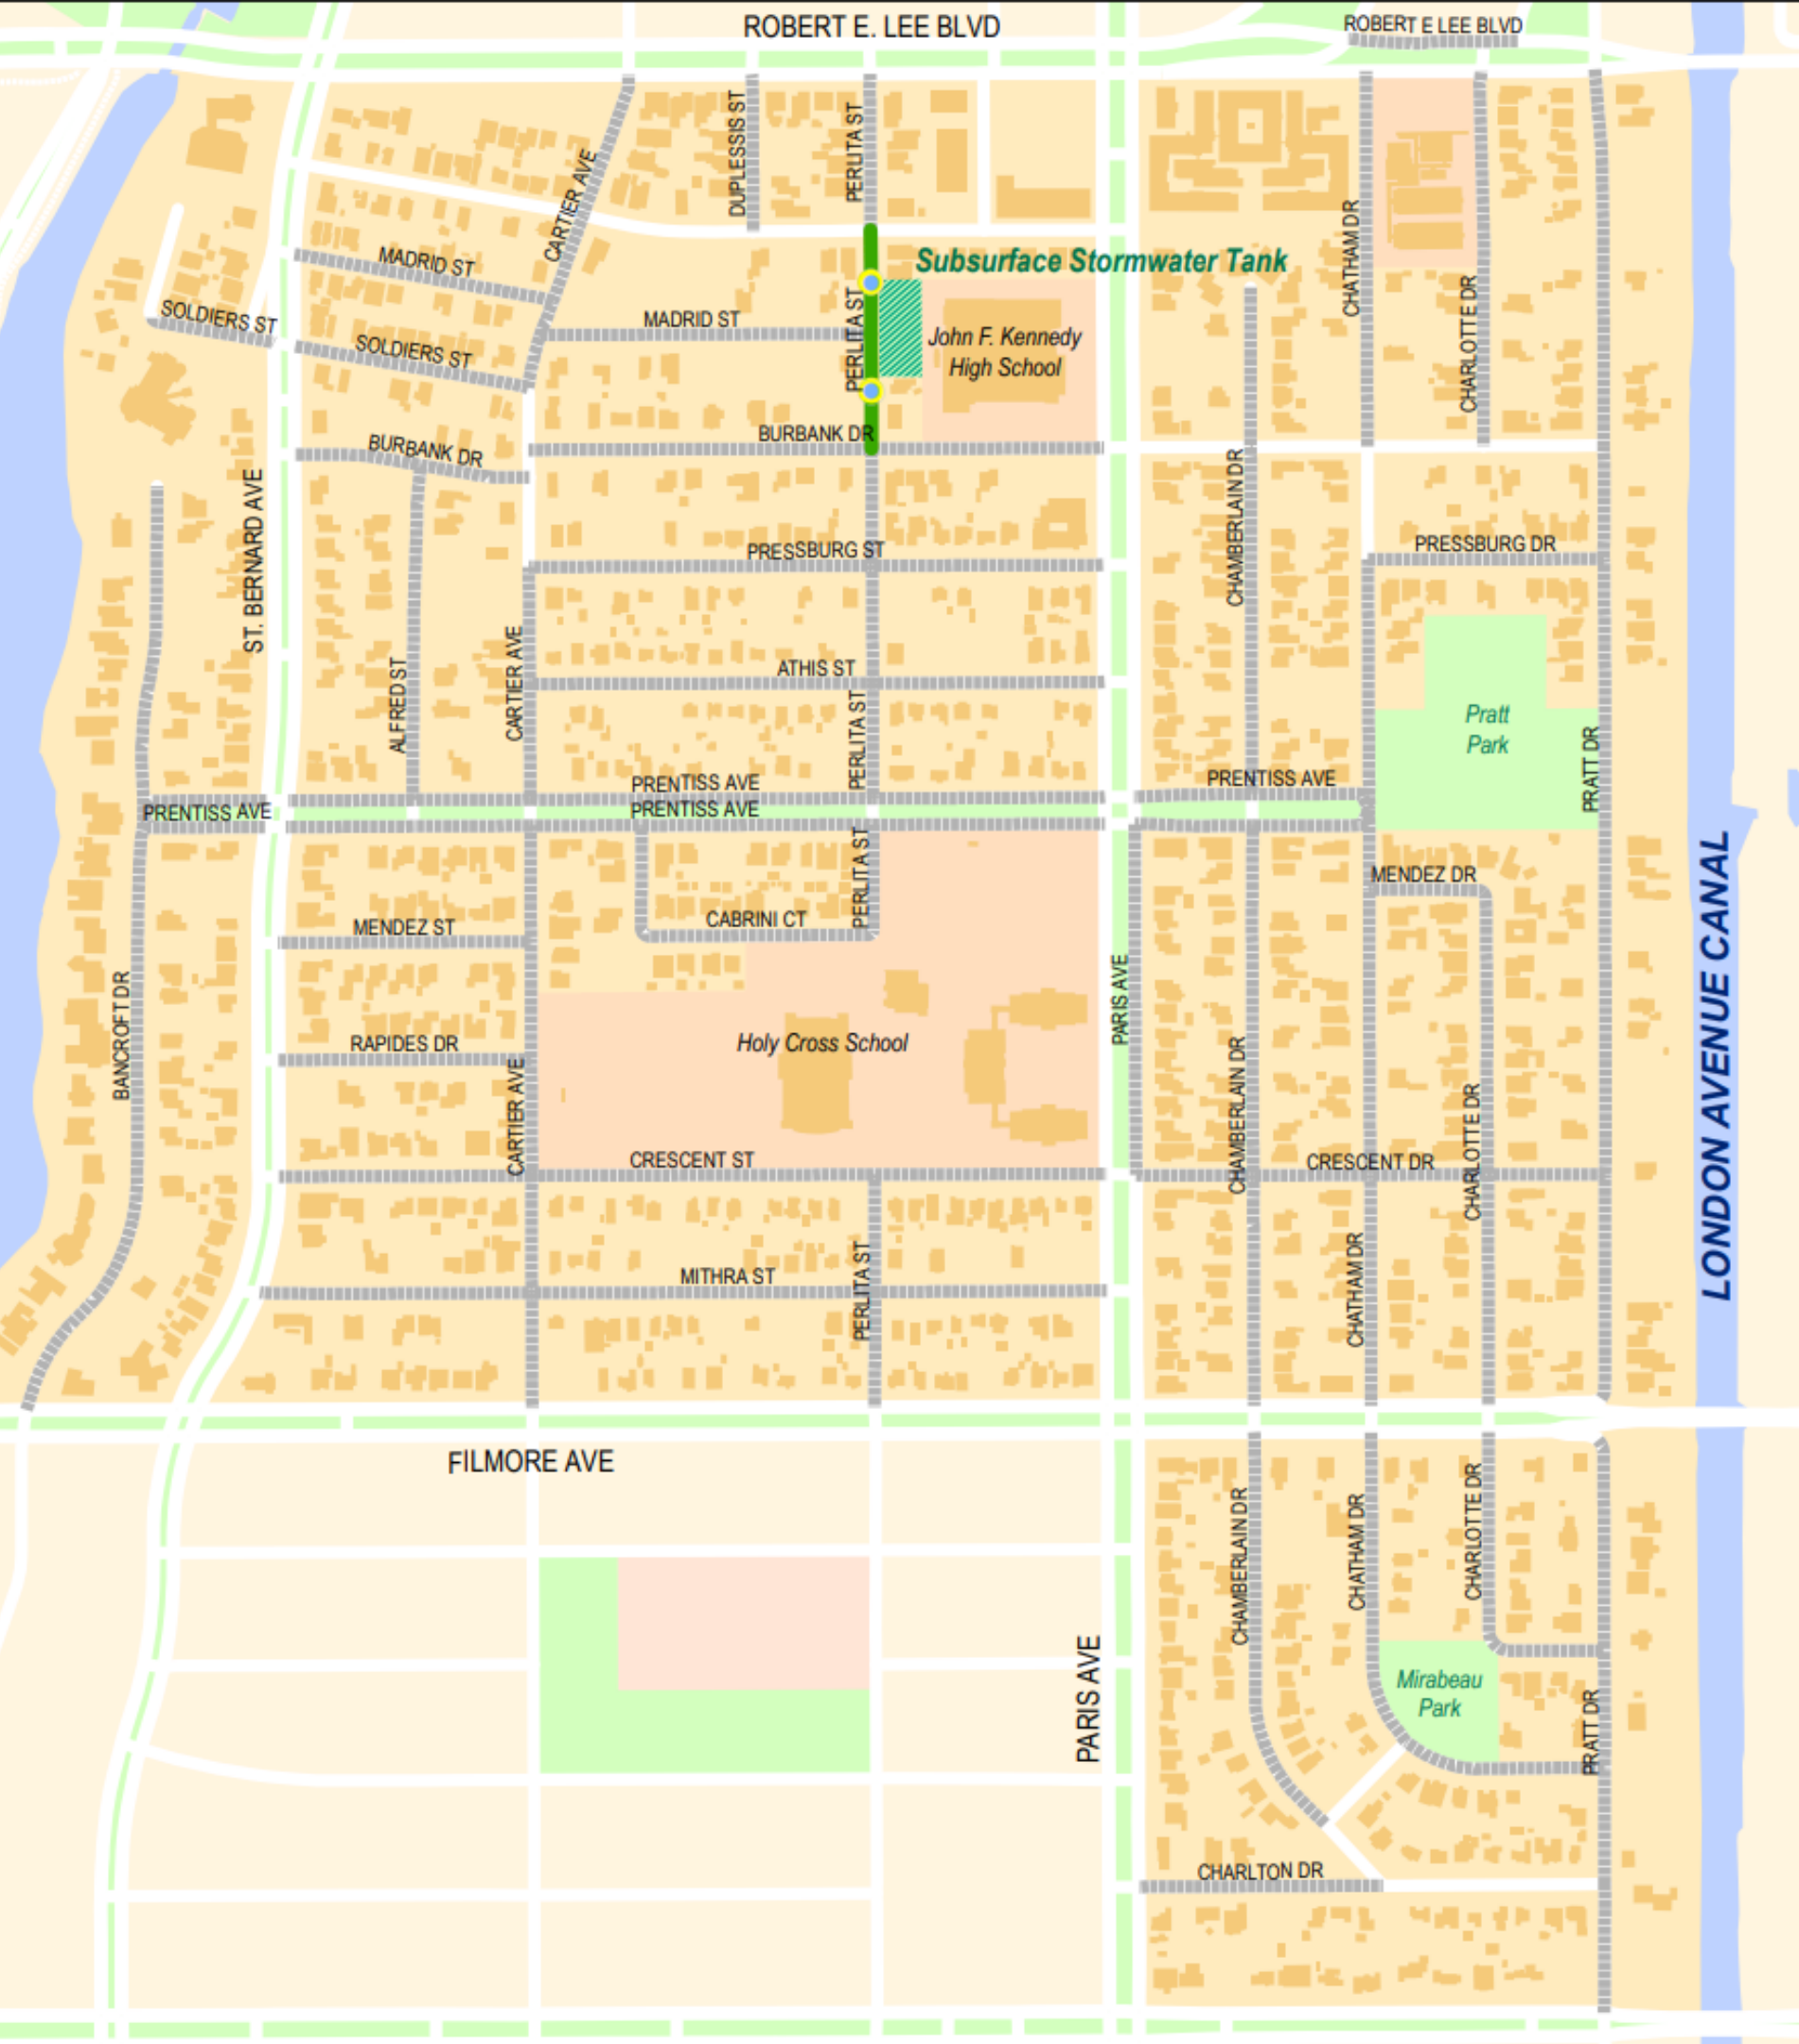 ROBERT E. LEE BLVD
ROBERT E LEE BLVD
DUPLESSIS ST
PERLITA ST
CARTIER AVE
CHATHAM DR
MADRID ST
Subsurface Stormwater Tank
SOLDIERS ST
MADRID ST
PERLITA ST
John F. Kennedy
High School
CHARLOTTE DR
SOLDIERS ST
BURBANK DR
BURBANK DR
ST. BERNARD AVE
CHAMBERLAIN DR
PRESSBURG ST
PRESSBURG DR
ALFRED ST
CARTIER AVE
ATHIS ST
PERLITA ST
Pratt
Park
PRATT DR
PRENTISS AVE
PRENTISS AVE
PRENTISS AVE
PRENTISS AVE
PERLITA ST
MENDEZ DR
MENDEZ ST
CABRINI CT
LONDON AVENUE CANAL
BANCROFT DR
RAPIDES DR
Holy Cross School
PARIS AVE
CARTIER AVE
CHAMBERLAIN DR
CHARLOTTE DR
CRESCENT ST
CRESCENT DR
MITHRA ST
PERLITA ST
CHATHAM DR
FILMORE AVE
CHAMBERLAIN DR
CHATHAM DR
CHARLOTTE DR
PARIS AVE
Mirabeau
Park
PRATT DR
CHARLTON DR